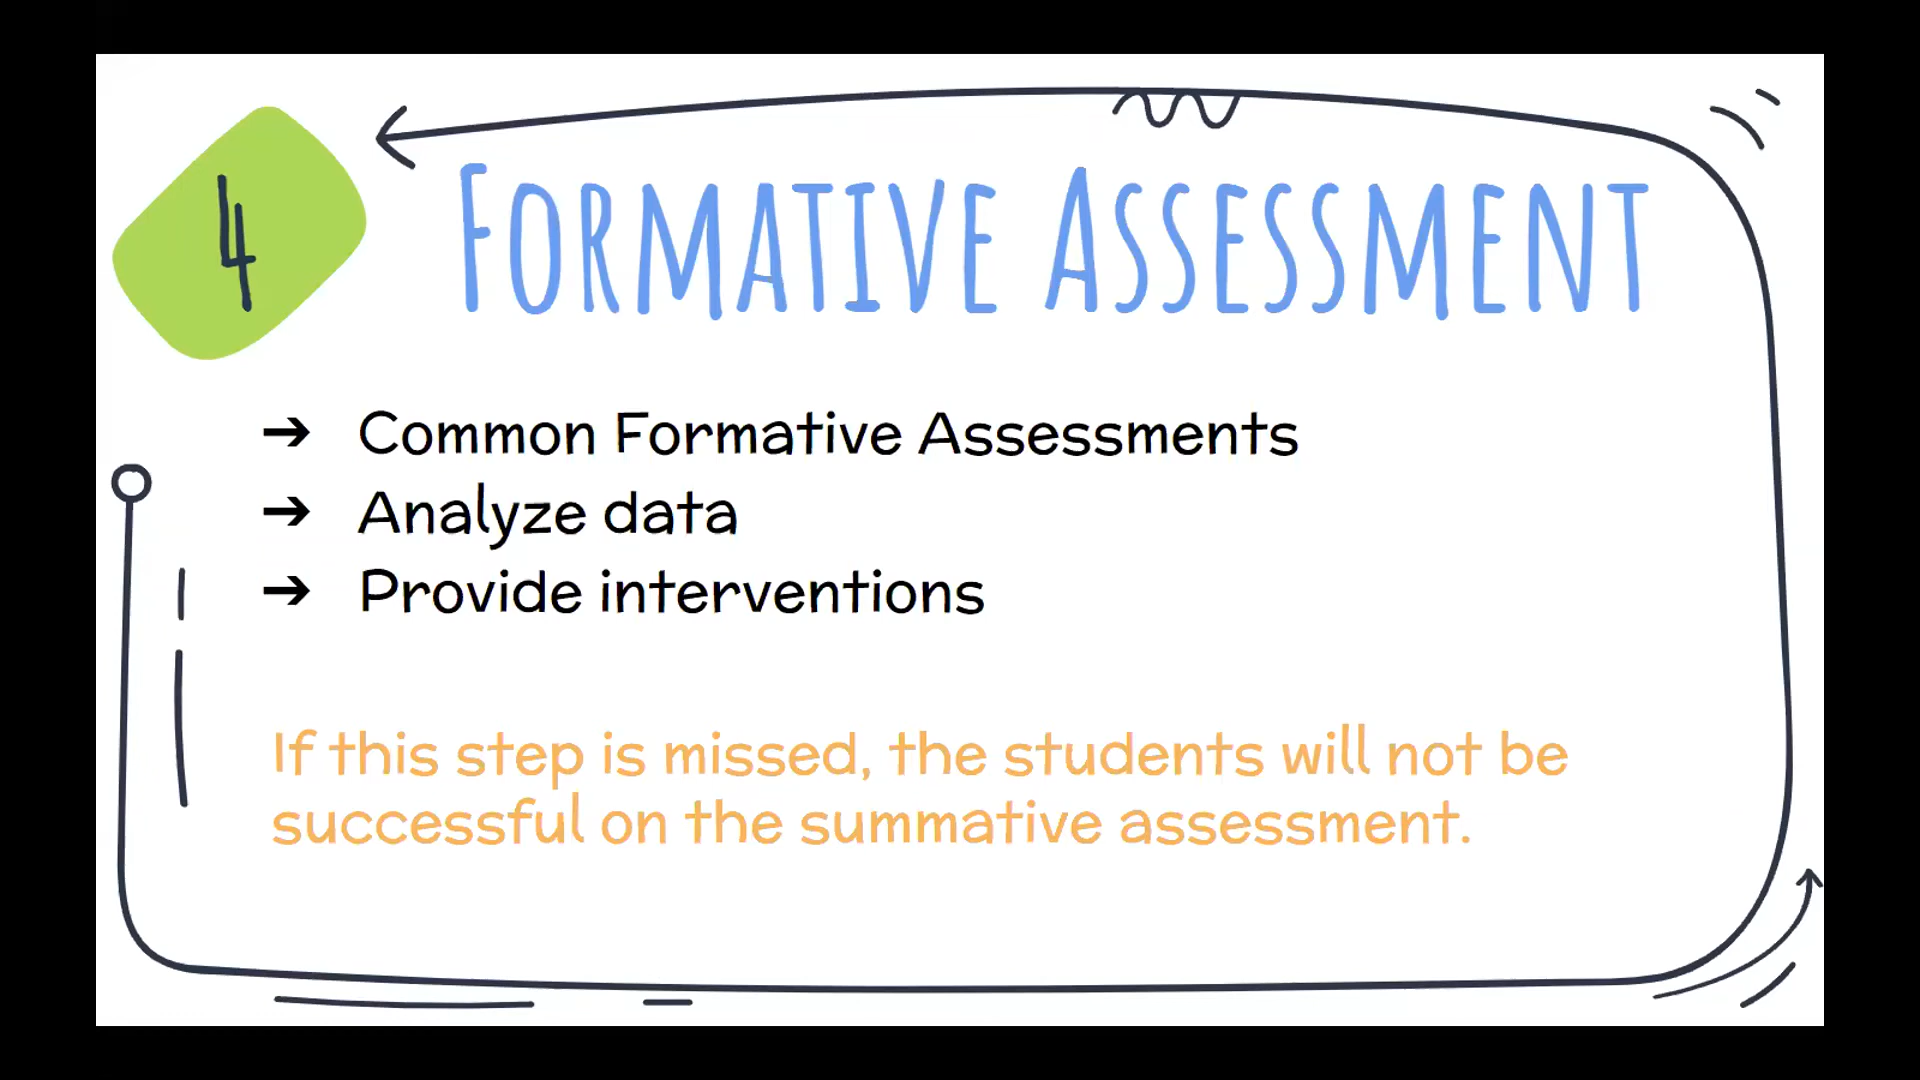 4
FORMATIVE ASSESSMENT
➔ Common Formative Assessments
➔ Analyze data
➔ Provide interventions
If this step is missed, the students will not be
successful on the summative assessment.